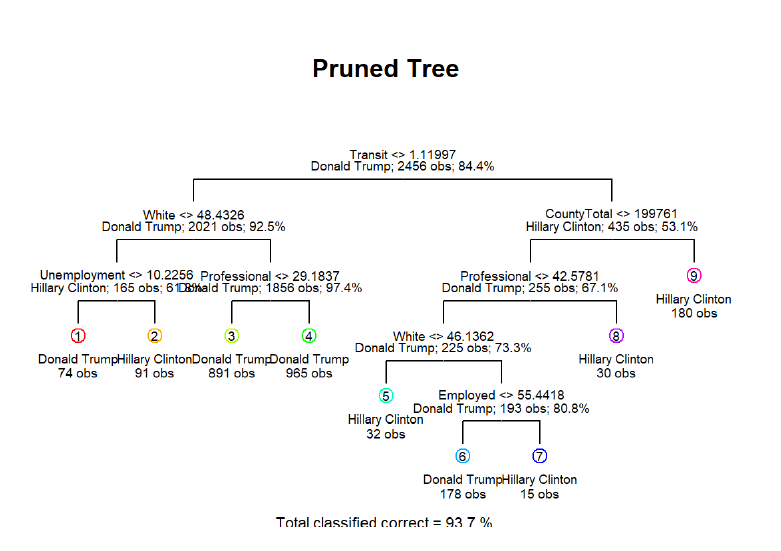 Pruned Tree
Transit <> 1.11997
Donald Trump; 2456 obs; 84.4%
White <> 48.4326
Donald Trump; 2021 obs; 92.5%
CountyTotal <> 199761
Hillary Clinton; 435 obs; 53.1%
Unemployment <> 10.2256
Hillary Clinton; 165 obs; 61.8%
Professional <> 29.1837
Donald Trump; 1856 obs; 97.4%
Professional <> 42.5781
Donald Trump; 255 obs; 67.1%
9
Hillary Clinton
180 obs
1
Donald Trump
74 obs
2
Hillary Clinton
91 obs
3
Donald Trump
891 obs
4
Donald Trump
965 obs
White <> 46.1362
Donald Trump; 225 obs; 73.3%
8
Hillary Clinton
30 obs
5
Hillary Clinton
32 obs
Employed <> 55.4418
Donald Trump; 193 obs; 80.8%
6
Donald Trump
178 obs
7
Hillary Clinton
15 obs
Total classified correct = 93.7 %